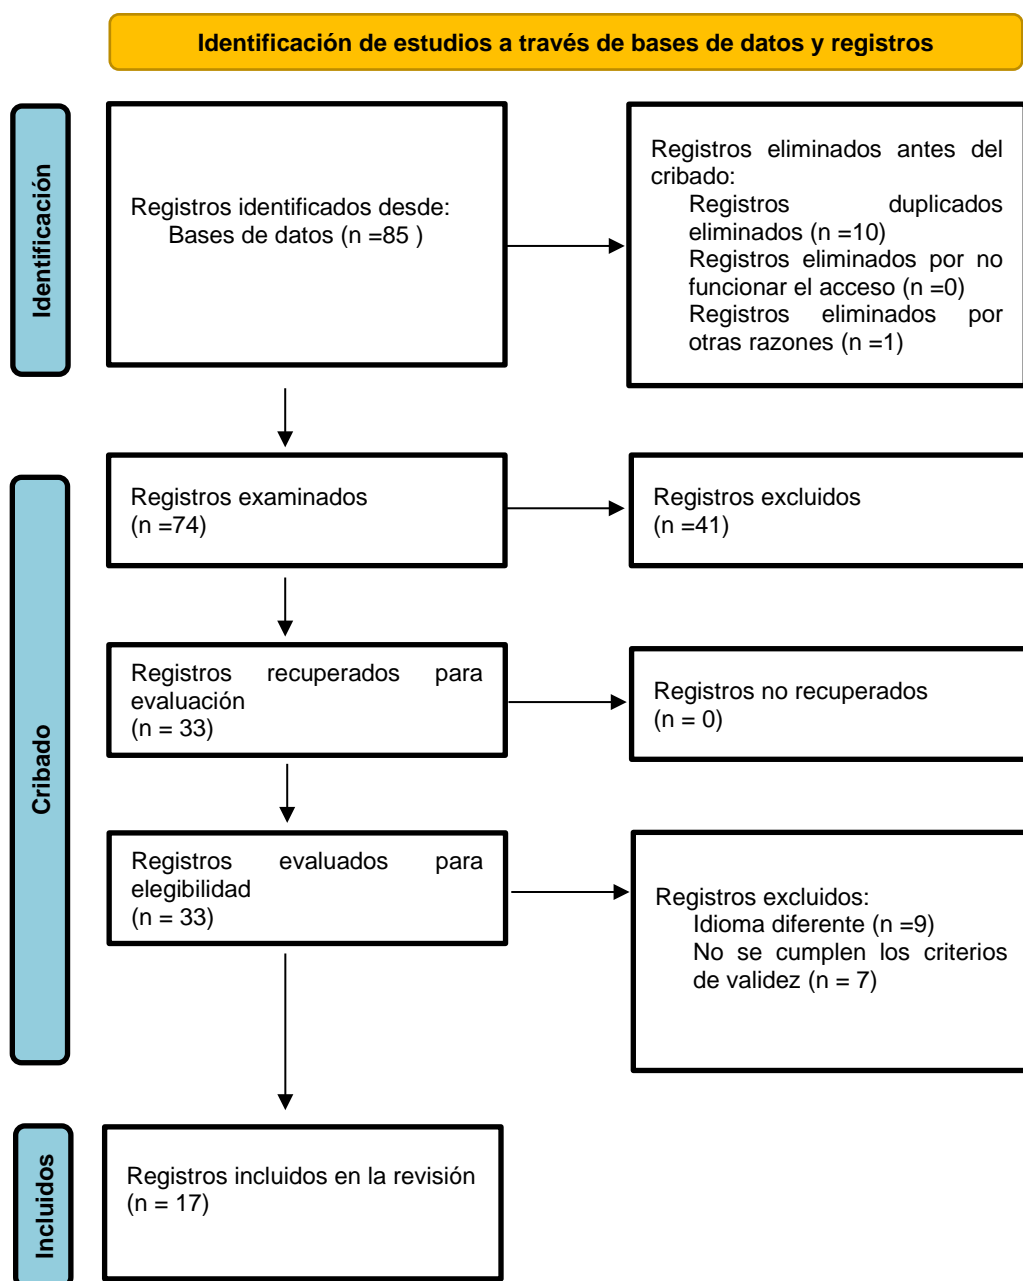 Identificación de estudios a través de bases de datos y registros
Identificación
Registros identificados desde:
Bases de datos (n =85 )
Registros eliminados antes del
cribado:
Registros duplicados
eliminados (n =10)
Registros eliminados por no
funcionar el acceso (n =0)
Registros eliminados por
otras razones (n =1)
Cribado
Registros examinados
(n =74)
Registros excluidos
(n =41)
Registros recuperados para
evaluación
(n = 33)
Registros no recuperados
(n = 0)
Registros evaluados para
elegibilidad
(n = 33)
Registros excluidos:
Idioma diferente (n =9)
No se cumplen los criterios
de validez (n = 7)
Incluidos
Registros incluidos en la revisión
(n = 17)